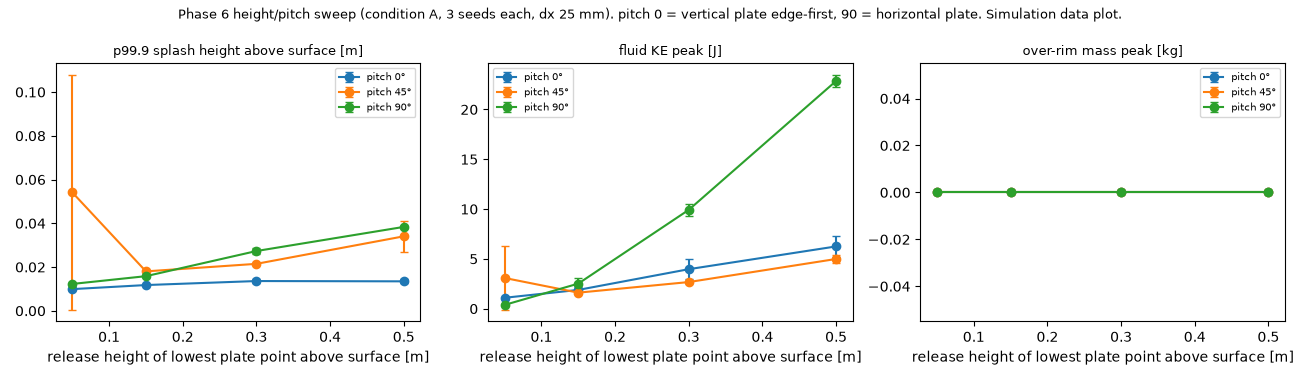 Phase 6 height/pitch sweep (condition A, 3 seeds each, dx 25 mm). pitch 0 = vertical plate edge-first, 90 = horizontal plate. Simulation data plot.
p99.9 splash height above surface [m]
0.10
0.08
0.06
0.04
0.02
0.00
pitch 0°
pitch 45°
pitch 90°
0.1
0.2
0.3
0.4
0.5
release height of lowest plate point above surface [m]
fluid KE peak [J]
20
15
10
5
0
pitch 0°
pitch 45°
pitch 90°
0.1
0.2
0.3
0.4
0.5
release height of lowest plate point above surface [m]
over-rim mass peak [kg]
0.04
0.02
0.00
−0.02
−0.04
pitch 0°
pitch 45°
pitch 90°
0.1
0.2
0.3
0.4
0.5
release height of lowest plate point above surface [m]